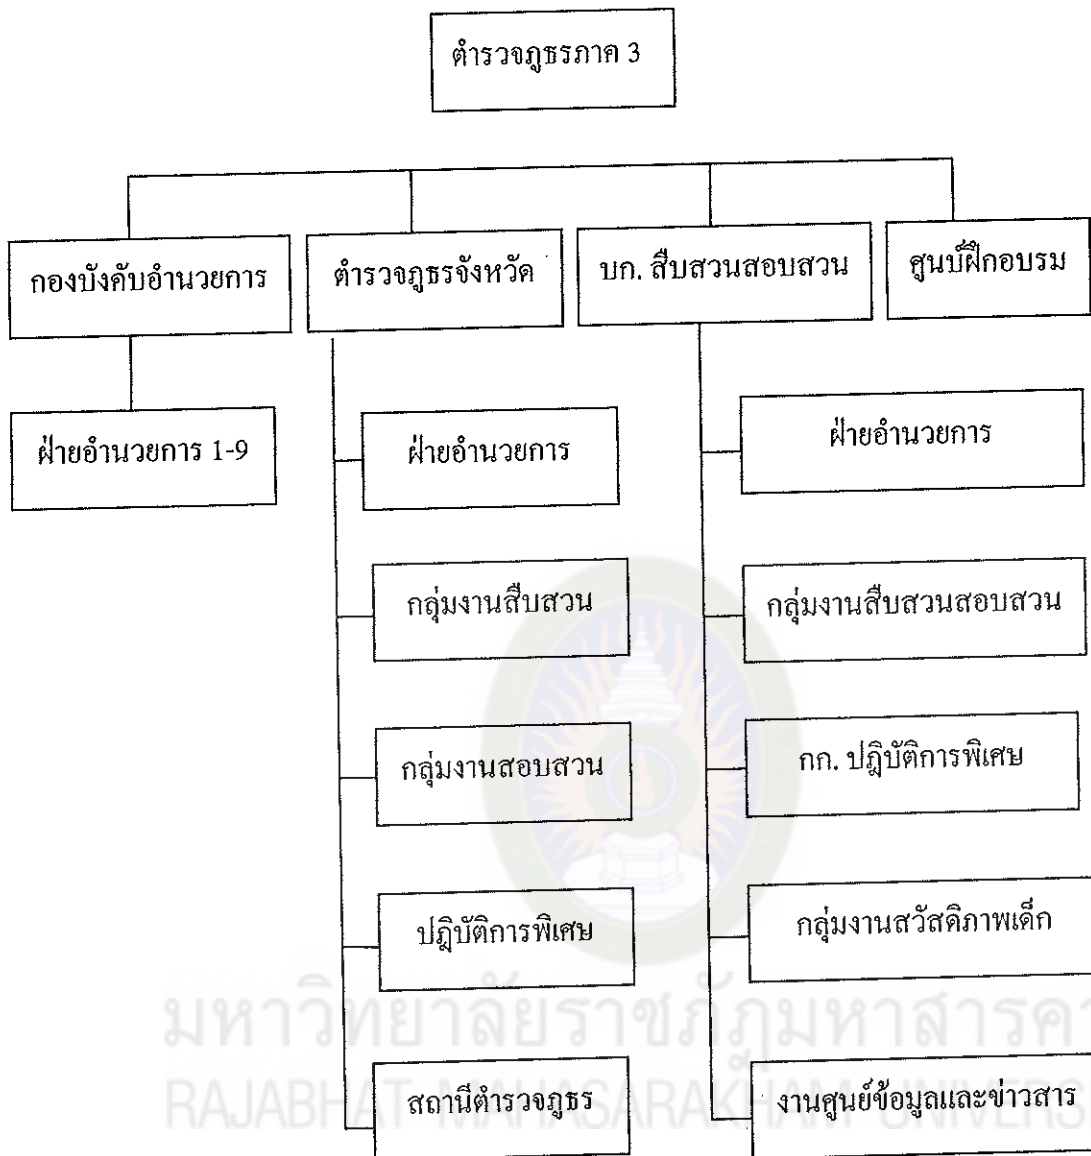 ตำรวจภูธรภาค 3
กองบังคับอำนวยการ
ตำรวจภูธรจังหวัด
บก. สืบสวนสอบสวน
ศูนบ์ฝึกอบรม
ฝ่ายอำนวยการ 1-9
ฝ่ายอำนวยการ
ฝ่ายอำนวยการ
กลุ่มงานสืบสวน
กลุ่มงานสืบสวนสอบสวน
กลุ่มงานสอบสวน
กก. ปฏิบัติการพิเศษ
ปฏิบัติการพิเศษ
กลุ่มงานสวัสดิภาพเด็ก
สถานีตำรวจภูธร
งานศูนย์ข้อมูลและข่าวสาร
มหาวิทยาลัยราชภัฏมหาสารคา
RAJABHAT MAHASARAKHAM UNIVERS